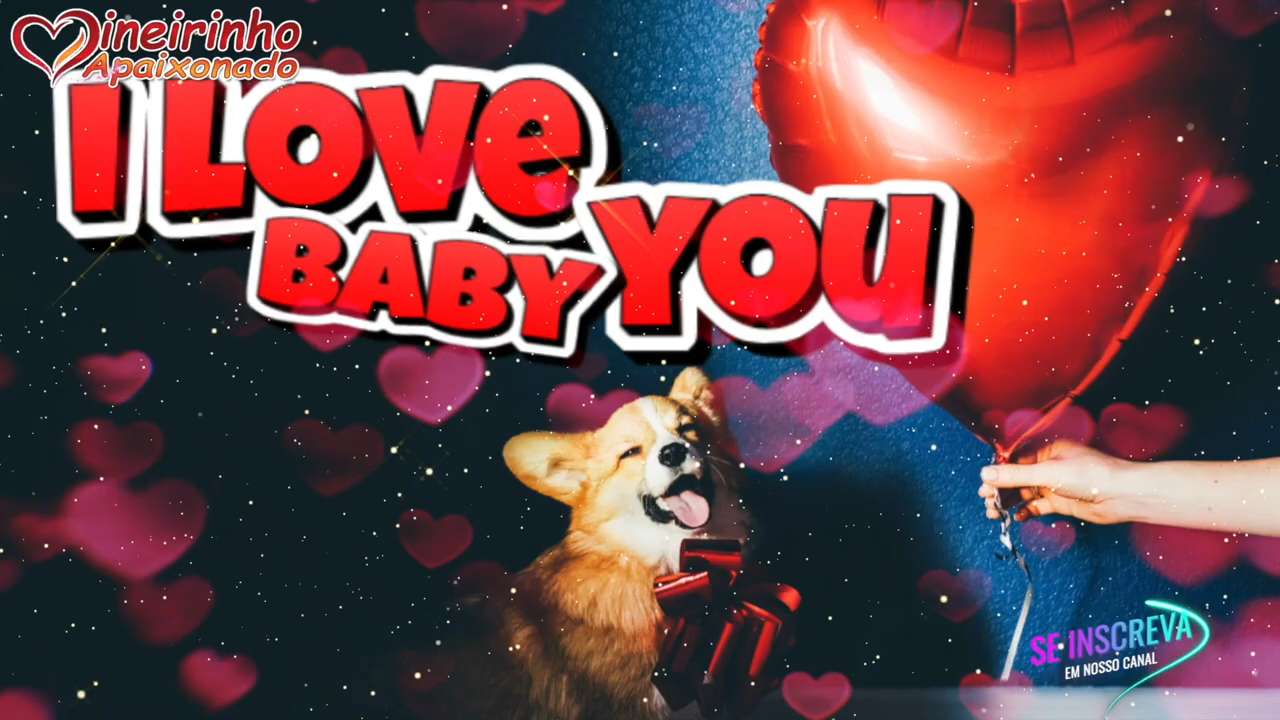 Mineirinho
Apaixonado
I LOVE
BABY YOU
SE INSCREVA
EM NOSSO CANAL